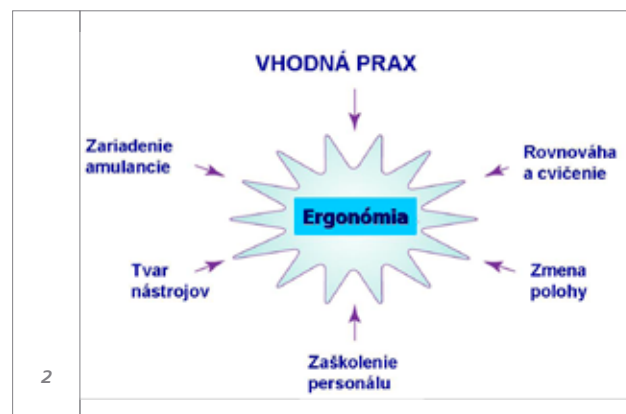 VHODNÁ PRAX
Zariadenie
amulancie
Rovnováha
a cvičenie
Ergonómia
Tvar
nástrojov
Zmena
polohy
Zaškolenie
personálu
2